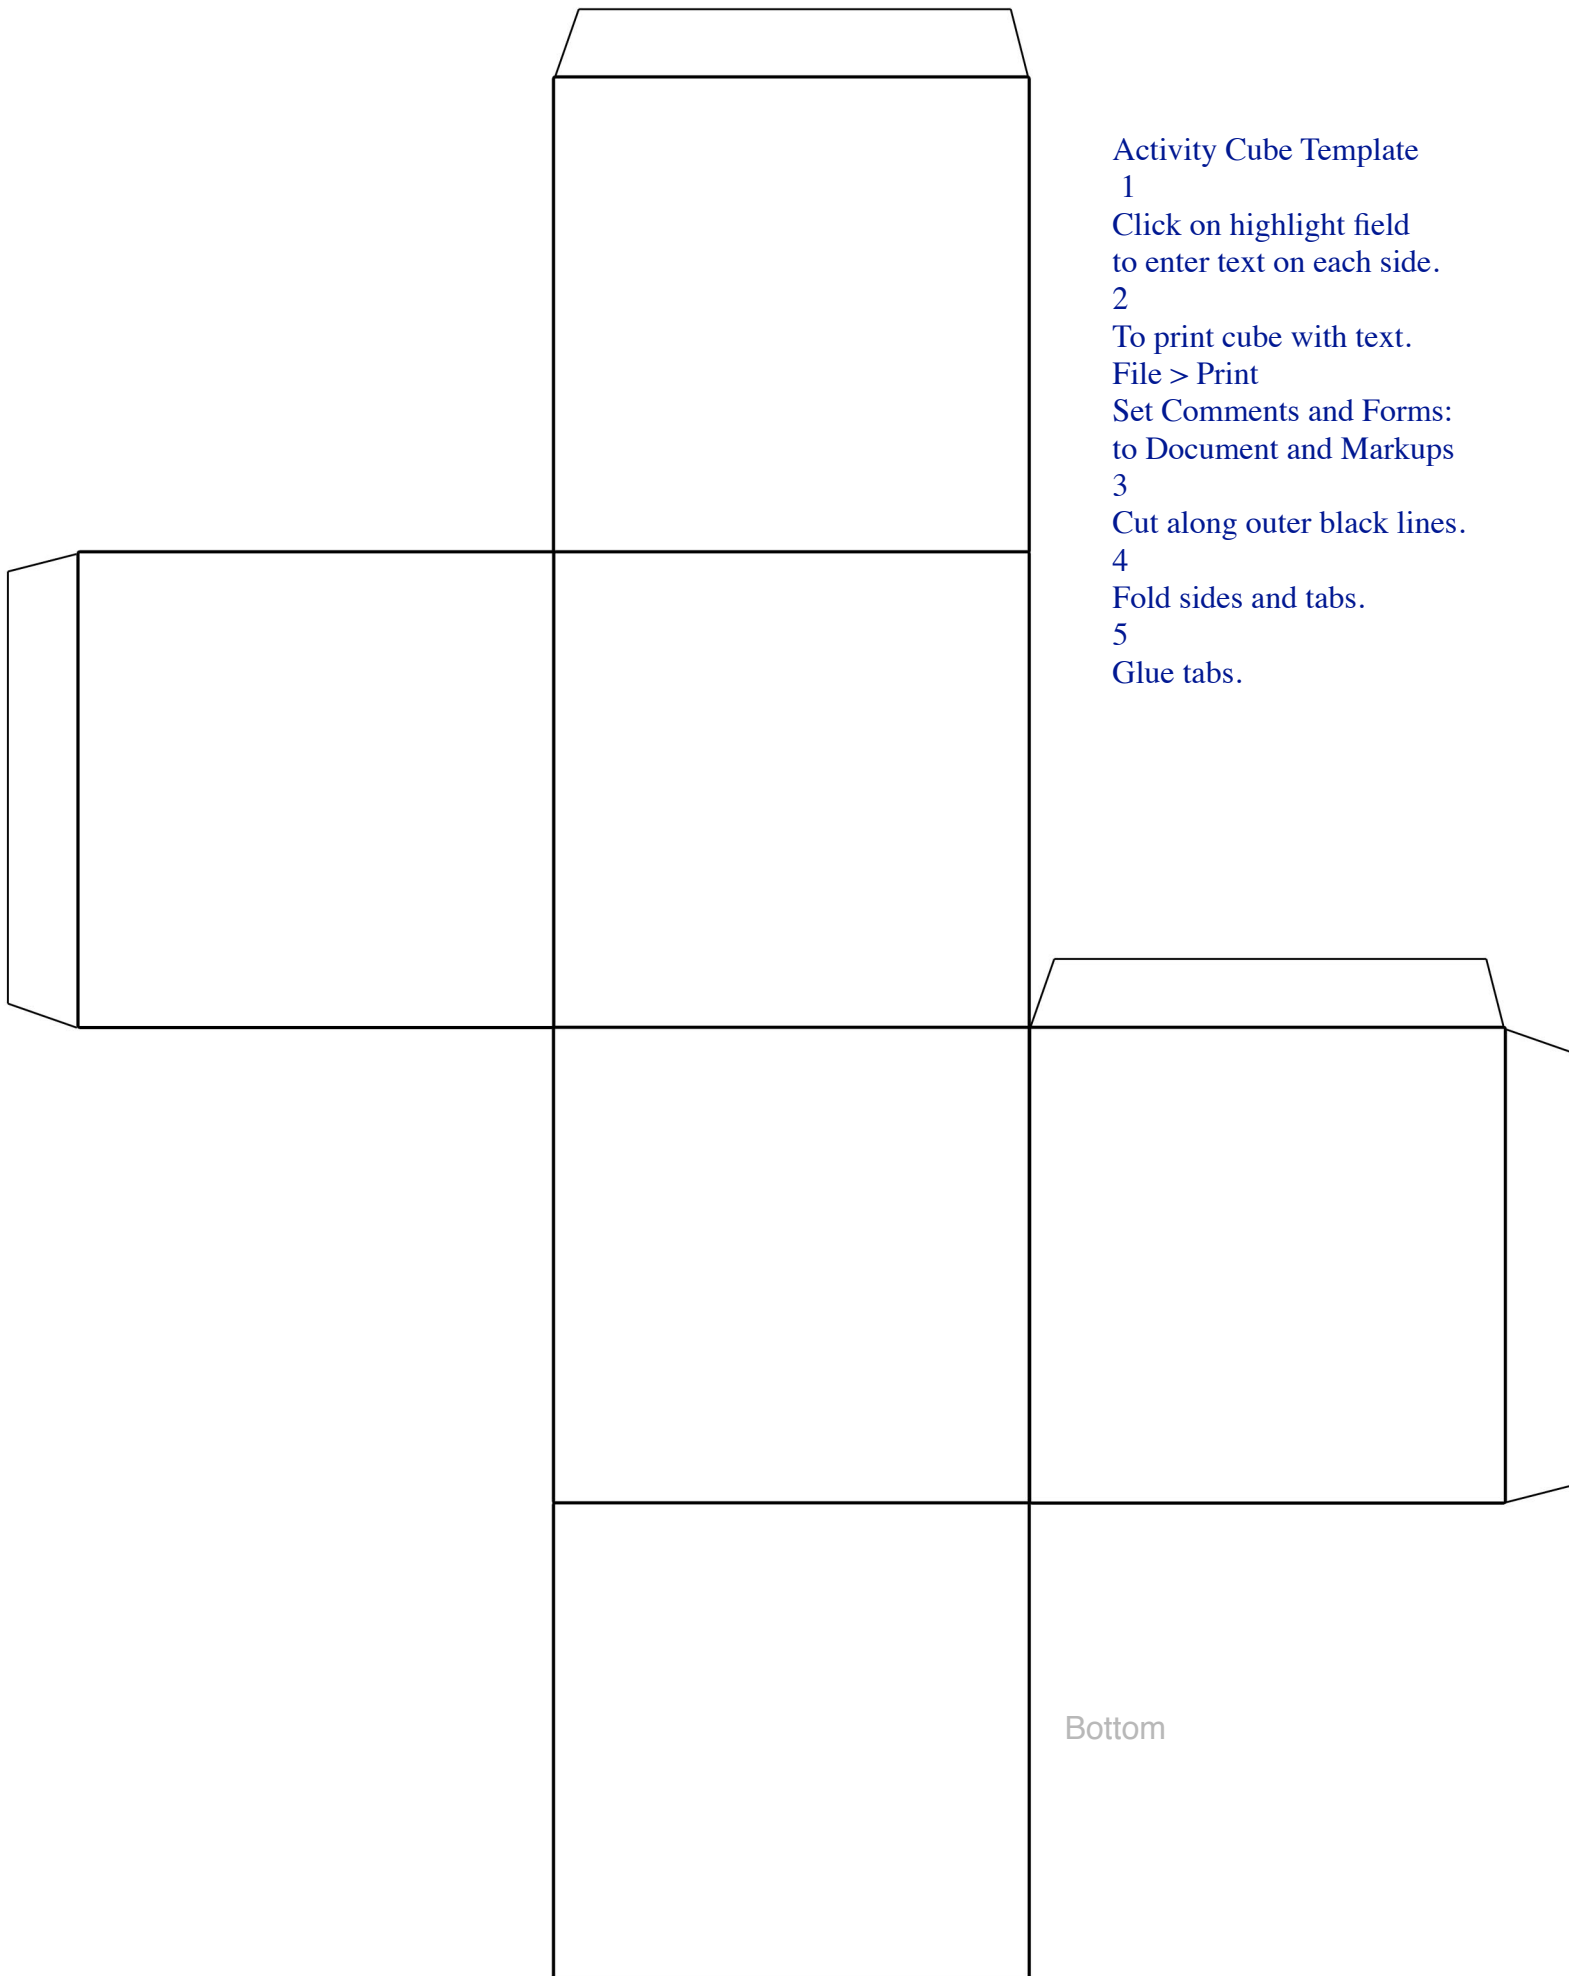 Activity Cube Template
1
Click on highlight field
to enter text on each side.
2
To print cube with text.
File > Print
Set Comments and Forms:
to Document and Markups
3
Cut along outer black lines.
4
Fold sides and tabs.
5
Glue tabs.
Bottom